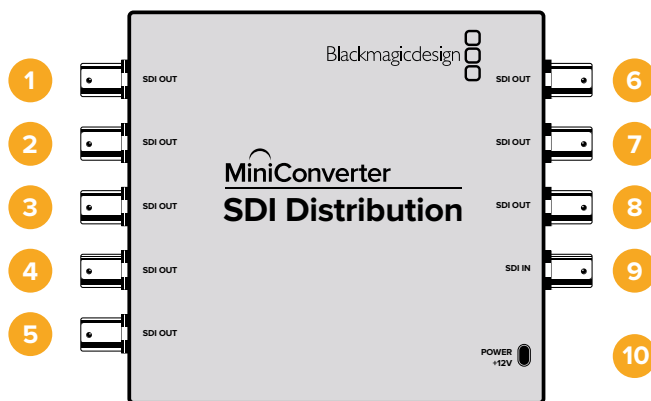 Blackmagicdesign
1 SDI OUT SDI OUT 6
2 SDI OUT SDI OUT 7
MiniConverter
3 SDI OUT SDI Distribution SDI OUT 8
4 SDI OUT SDI IN 9
5 SDI OUT
POWER
+12V
10